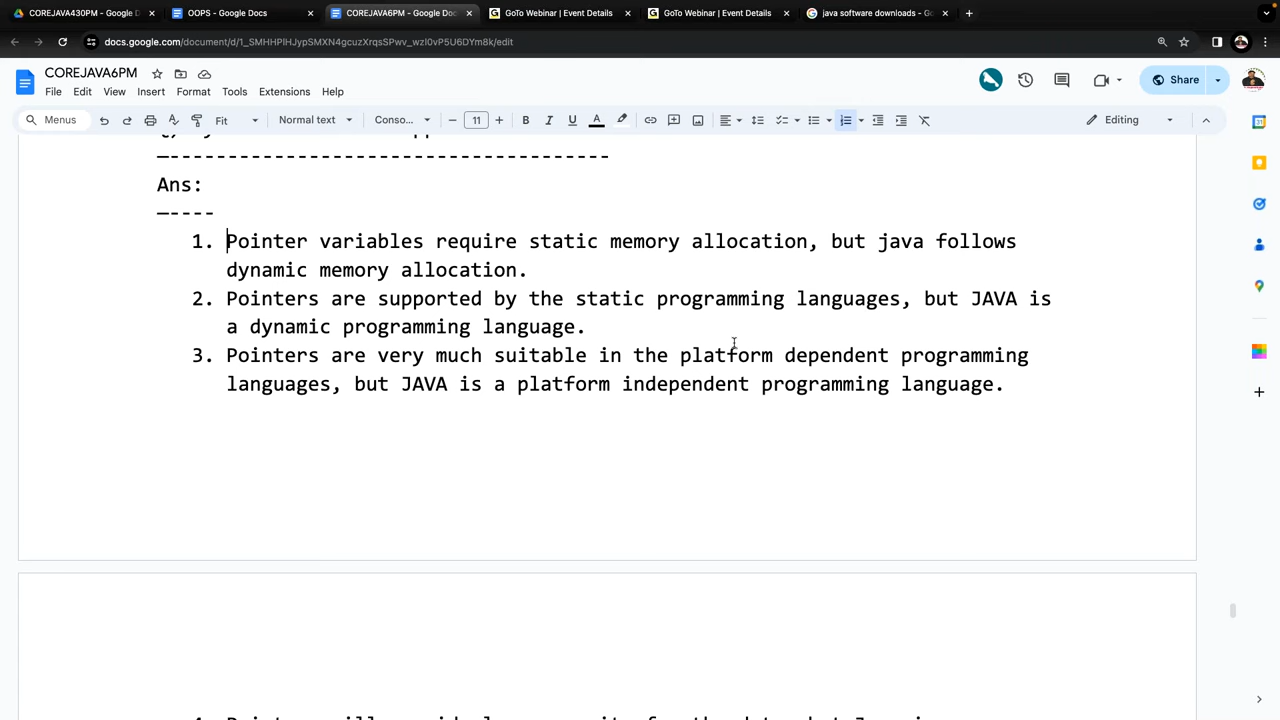 COREJAVA430PM - Google D
OOPS - Google Docs
COREJAVA6PM - Google Doc
GoTo Webinar | Event Details
GoTo Webinar | Event Details
java software downloads - Go
docs.google.com/document/d/1_SMHHPlHJypSMXN4gcuzXrqsSPwv_wzI0vP5U6DYm8k/edit
COREJAVA6PM
File Edit View Insert Format Tools Extensions Help
Share
Menus Fit Normal text Conso... 11 Editing
—--------------------------------------
Ans:
—----
1. Pointer variables require static memory allocation, but java follows
dynamic memory allocation.
2. Pointers are supported by the static programming languages, but JAVA is
a dynamic programming language.
3. Pointers are very much suitable in the platform dependent programming
languages, but JAVA is a platform independent programming language.